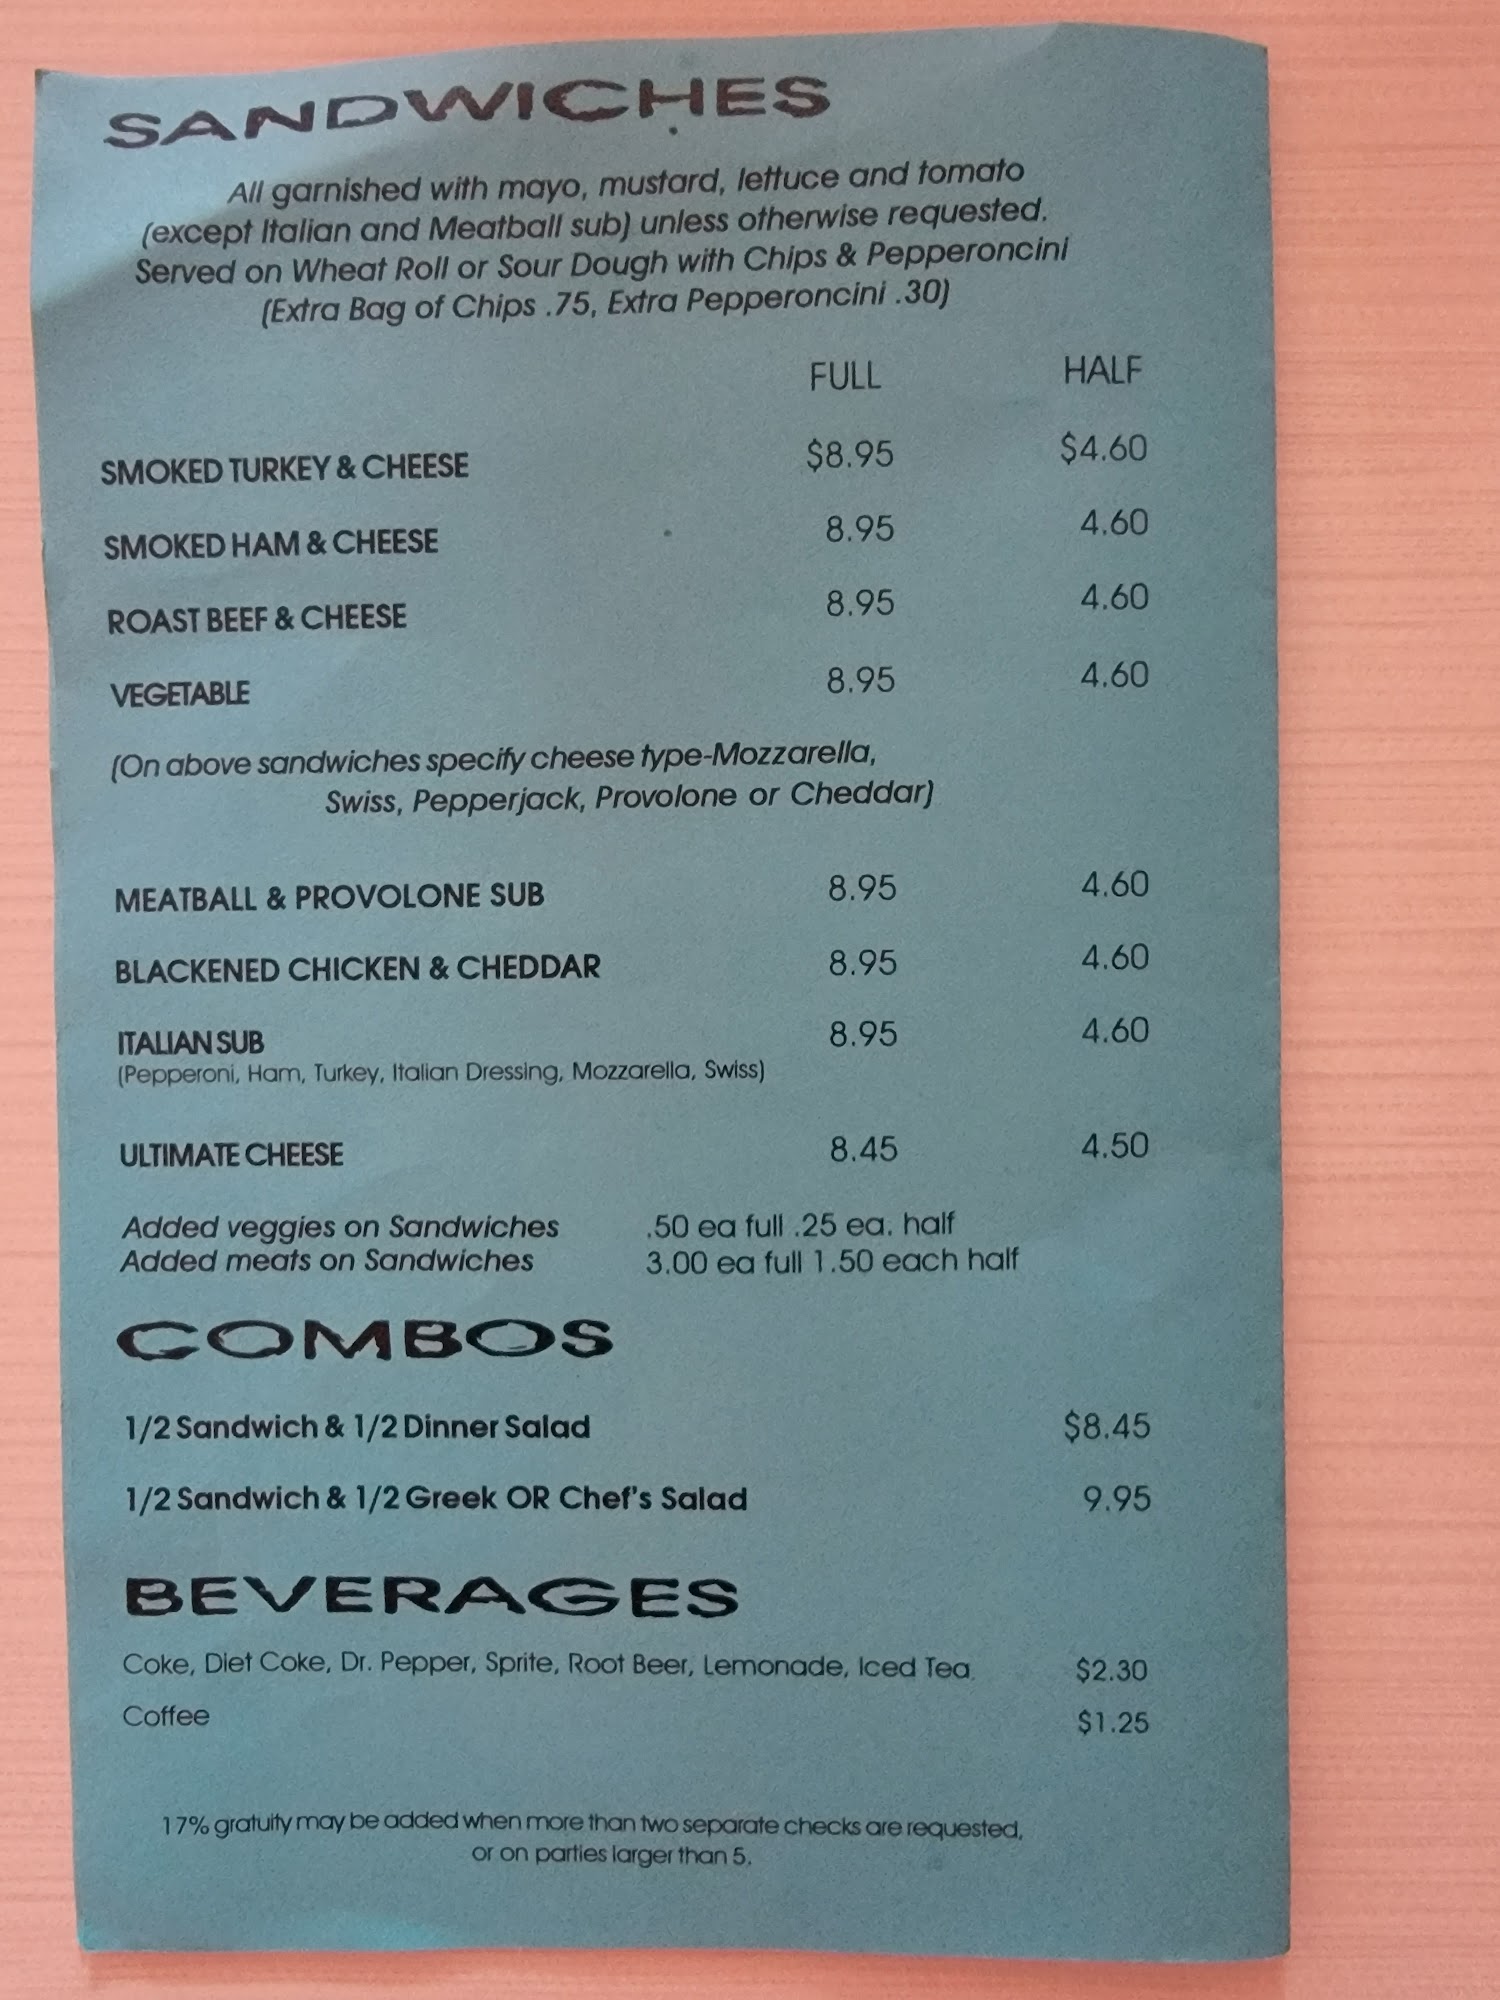 SANDWICHES
All garnished with mayo, mustard, lettuce and tomato
(except Italian and Meatball sub) unless otherwise requested.
Served on Wheat Roll or Sour Dough with Chips & Pepperoncini
(Extra Bag of Chips .75, Extra Pepperoncini .30)
FULL HALF
SMOKED TURKEY & CHEESE $8.95 $4.60
SMOKED HAM & CHEESE 8.95 4.60
ROAST BEEF & CHEESE 8.95 4.60
VEGETABLE 8.95 4.60
(On above sandwiches specify cheese type-Mozzarella,
Swiss, Pepperjack, Provolone or Cheddar)
MEATBALL & PROVOLONE SUB 8.95 4.60
BLACKENED CHICKEN & CHEDDAR 8.95 4.60
ITALIAN SUB 8.95 4.60
(Pepperoni, Ham, Turkey, Italian Dressing, Mozzarella, Swiss)
ULTIMATE CHEESE 8.45 4.50
Added veggies on Sandwiches .50 ea full .25 ea. half
Added meats on Sandwiches 3.00 ea full 1.50 each half
COMBOS
1/2 Sandwich & 1/2 Dinner Salad $8.45
1/2 Sandwich & 1/2 Greek OR Chef's Salad 9.95
BEVERAGES
Coke, Diet Coke, Dr. Pepper, Sprite, Root Beer, Lemonade, Iced Tea $2.30
Coffee $1.25
17% gratuity may be added when more than two separate checks are requested,
or on parties larger than 5.